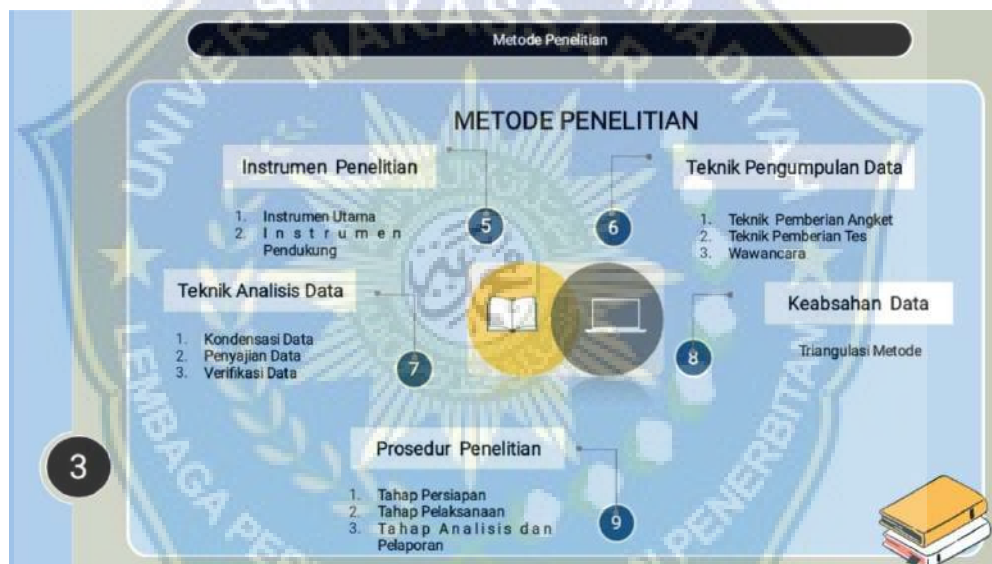 Metode Penelitian
METODE PENELITIAN
Instrumen Penelitian
1. Instrumen Utama
2. Instrumen
Pendukung
5
6
Teknik Pengumpulan Data
1. Teknik Pemberian Angket
2. Teknik Pemberian Tes
3. Wawancara
Teknik Analisis Data
1. Kondensasi Data
2. Penyajian Data
3. Verifikasi Data
7
8
Keabsahan Data
Triangulasi Metode
3
Prosedur Penelitian
1. Tahap Persiapan
2. Tahap Pelaksanaan
3. Tahap Analisis dan
Pelaporan
9
MAKASSAR
LEMBAGA